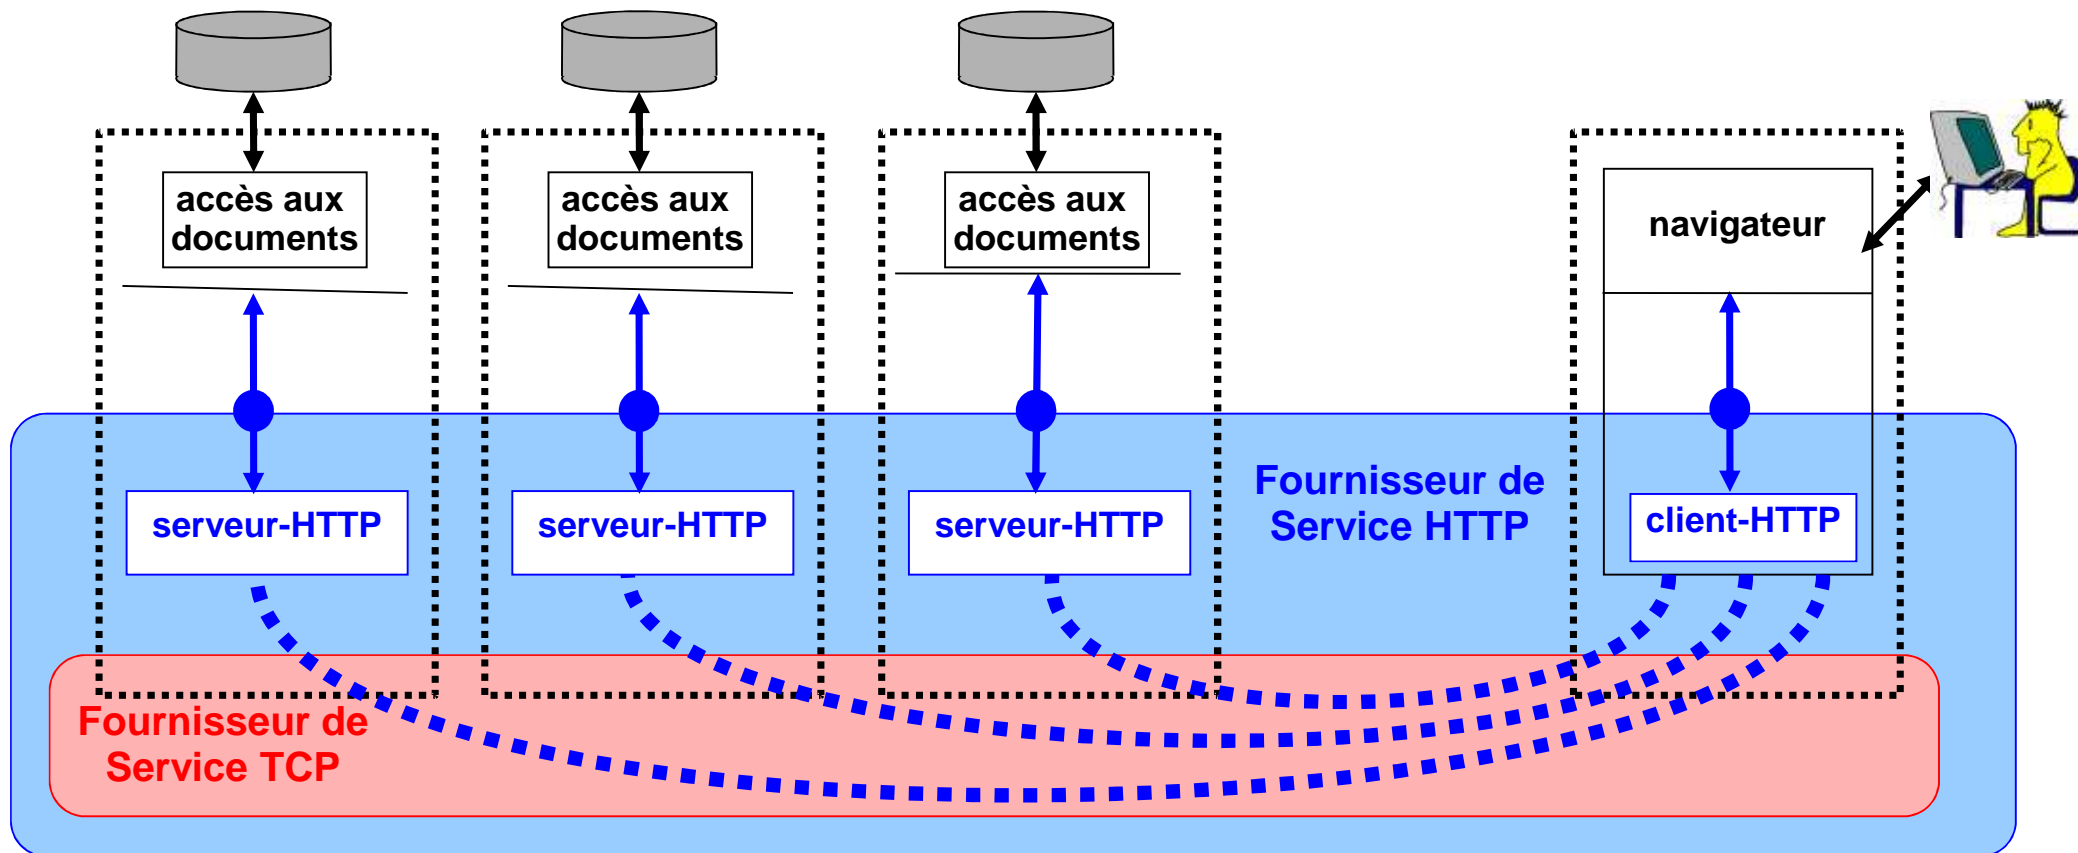 accès aux
documents
accès aux
documents
accès aux
documents
navigateur
serveur-HTTP
serveur-HTTP
serveur-HTTP
Fournisseur de
Service HTTP
client-HTTP
Fournisseur de
Service TCP